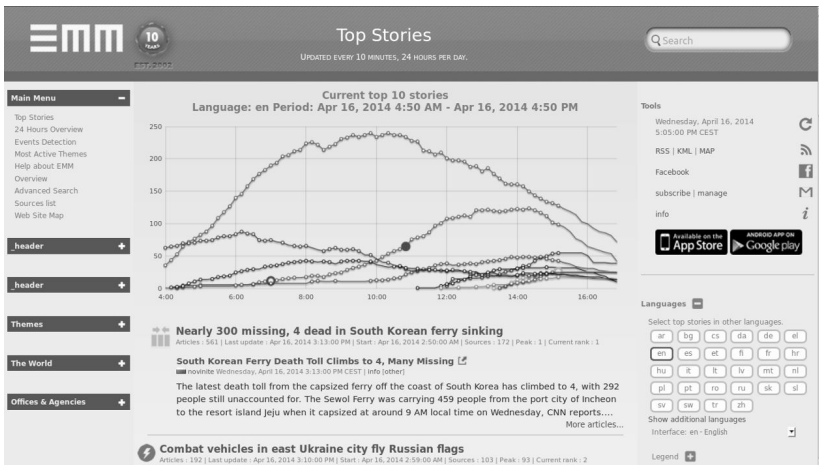 EMM
10
YEARS
EST.2002
Top Stories
UPDATED EVERY 10 MINUTES, 24 HOURS PER DAY.
Search
Main Menu
Top Stories
24 Hours Overview
Events Detection
Most Active Themes
Help about EMM
Overview
Advanced Search
Sources list
Web Site Map
_header
_header
Themes
The World
Offices & Agencies
Current top 10 stories
Language: en Period: Apr 16, 2014 4:50 AM - Apr 16, 2014 4:50 PM
250
200
150
100
50
0
4:00 6:00 8:00 10:00 12:00 14:00 16:00
Nearly 300 missing, 4 dead in South Korean ferry sinking
Articles : 561 | Last update : Apr 16, 2014 3:13:00 PM | Start : Apr 16, 2014 2:50:00 AM | Sources : 172 | Peak : 1 | Current rank : 1
South Korean Ferry Death Toll Climbs to 4, Many Missing
novinite Wednesday, April 16, 2014 3:13:00 PM CEST | info [other]
The latest death toll from the capsized ferry off the coast of South Korea has climbed to 4, with 292
people still unaccounted for. The Sewol Ferry was carrying 459 people from the port city of Incheon
to the resort island Jeju when it capsized at around 9 AM local time on Wednesday, CNN reports....
More articles...
Combat vehicles in east Ukraine city fly Russian flags
Articles : 192 | Last update : Apr 16, 2014 3:10:00 PM | Start : Apr 16, 2014 2:59:00 AM | Sources : 103 | Peak : 93 | Current rank : 2
Tools
Wednesday, April 16, 2014
5:05:00 PM CEST
RSS | KML | MAP
Facebook
subscribe | manage
info
Available on the
App Store
ANDROID APP ON
Google play
Languages
Select top stories in other languages.
ar bg cs da de el
en es et fi fr hr
hu it lt lv mt nl
pl pt ro ru sk sl
sv sw tr zh
Show additional languages
Interface: en - English
Legend